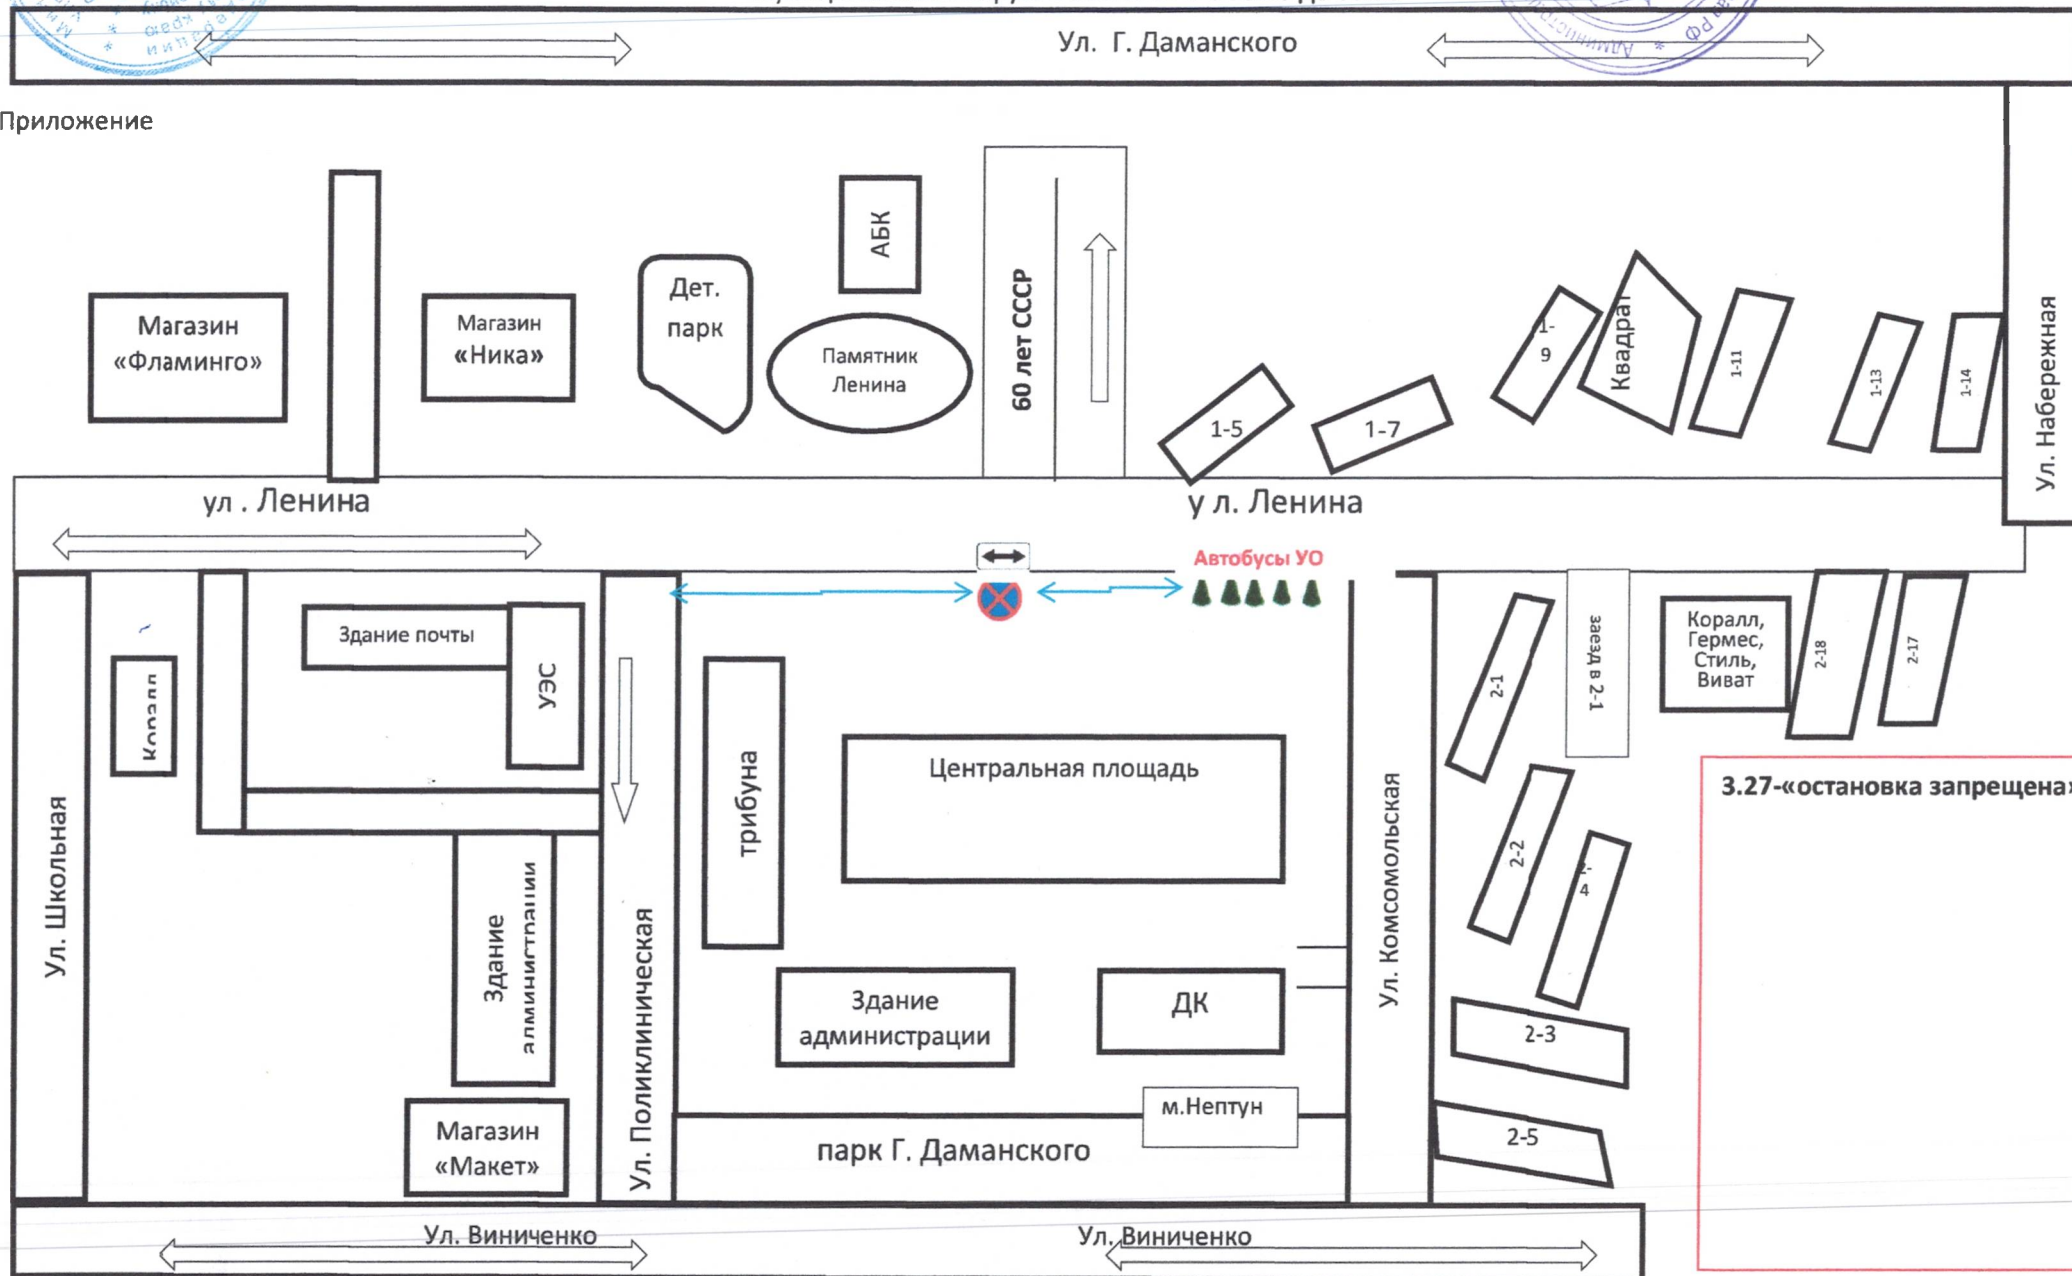 Ул. Г. Даманского
Приложение
АБК
Магазин
«Фламинго»
Магазин
«Ника»
Дет.
парк
Памятник
Ленина
60 лет СССР
1-5
1-7
1-
9
Квадрат
1-11
1-13
1-14
Ул. Набережная
ул . Ленина
у л. Ленина
Автобусы УО
Здание почты
УЭС
Ул. Школьная
Здание
администрации
Магазин
«Макет»
Ул. Поликлиническая
трибуна
Центральная площадь
Здание
администрации
ДК
м.Нептун
парк Г. Даманского
Ул. Комсомольская
2-1
заезд в 2-1
Коралл,
Гермес,
Стиль,
Виват
2-18
2-17
2-2
2-
4
2-3
2-5
3.27-«остановка запрещена»
Ул. Виниченко
Ул. Виниченко